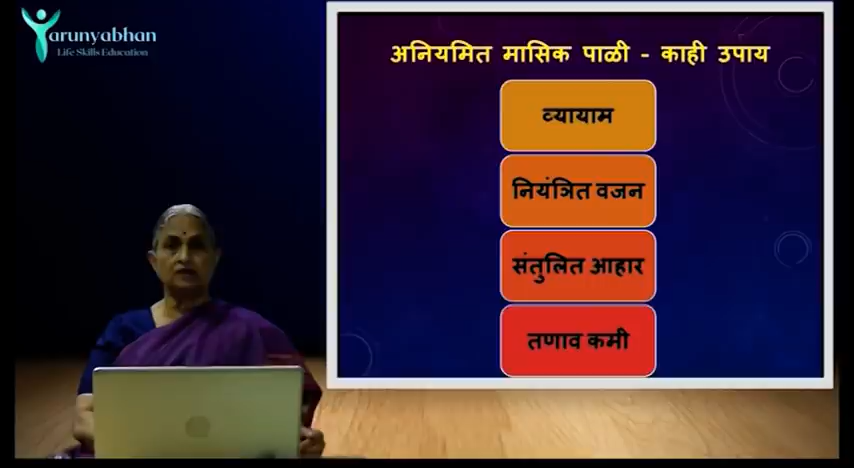 Tarunyabhan
Life Skills Education
अनियमित मासिक पाळी - काही उपाय
व्यायाम
नियंत्रित वजन
संतुलित आहार
तणाव कमी